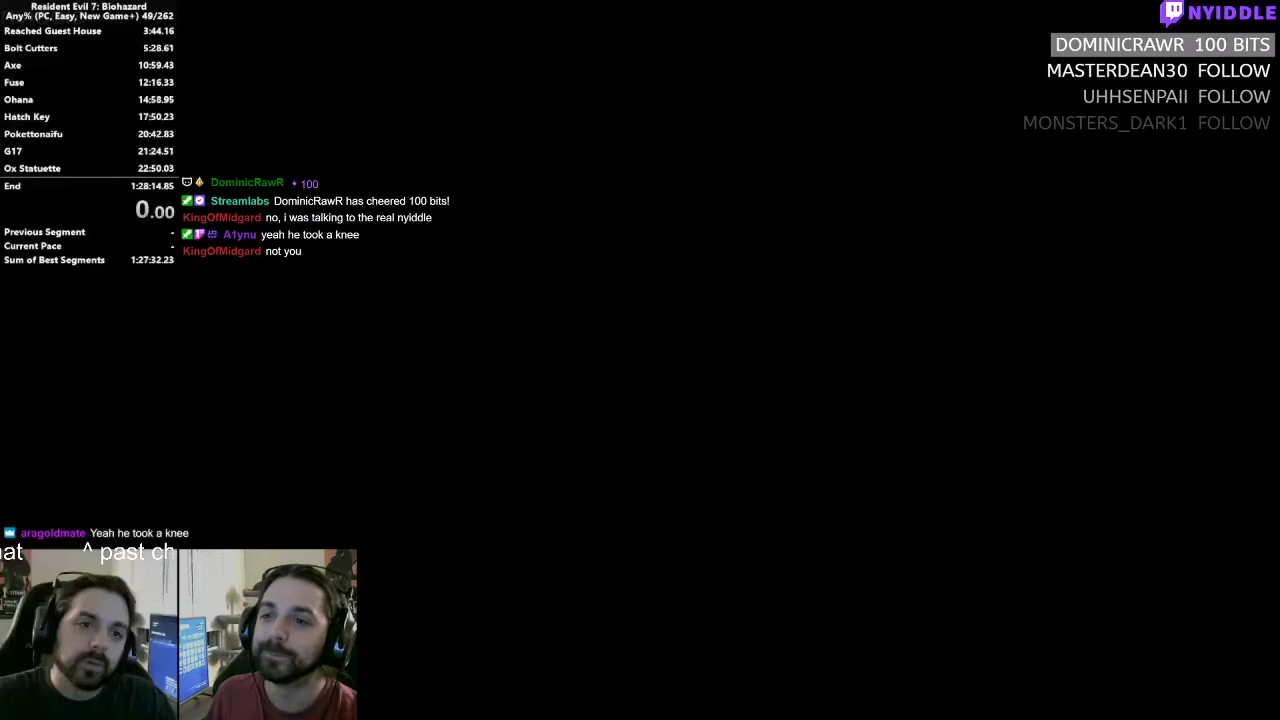 Resident Evil 7: Biohazard
Any% (PC, Easy, New Game+) 49/262
Reached Guest House 3:44.16
Bolt Cutters 5:28.61
Axe 10:59.43
Fuse 12:16.33
Ohana 14:58.95
Hatch Key 17:50.23
Pokettonaifu 20:42.83
G17 21:24.51
Ox Statuette 22:50.03
End 1:28:14.85
0.00
Previous Segment -
Current Pace -
Sum of Best Segments 1:27:32.23
DominicRawR 100
Streamlabs DominicRawR has cheered 100 bits!
KingOfMidgard no, i was talking to the real nyiddle
A1ynu yeah he took a knee
KingOfMidgard not you
NYIDDLE
DOMINICRAWR 100 BITS
MASTERDEAN30 FOLLOW
UHHSENPAII FOLLOW
MONSTERS_DARK1 FOLLOW
aragoldmate Yeah he took a knee
hat ^ past ch